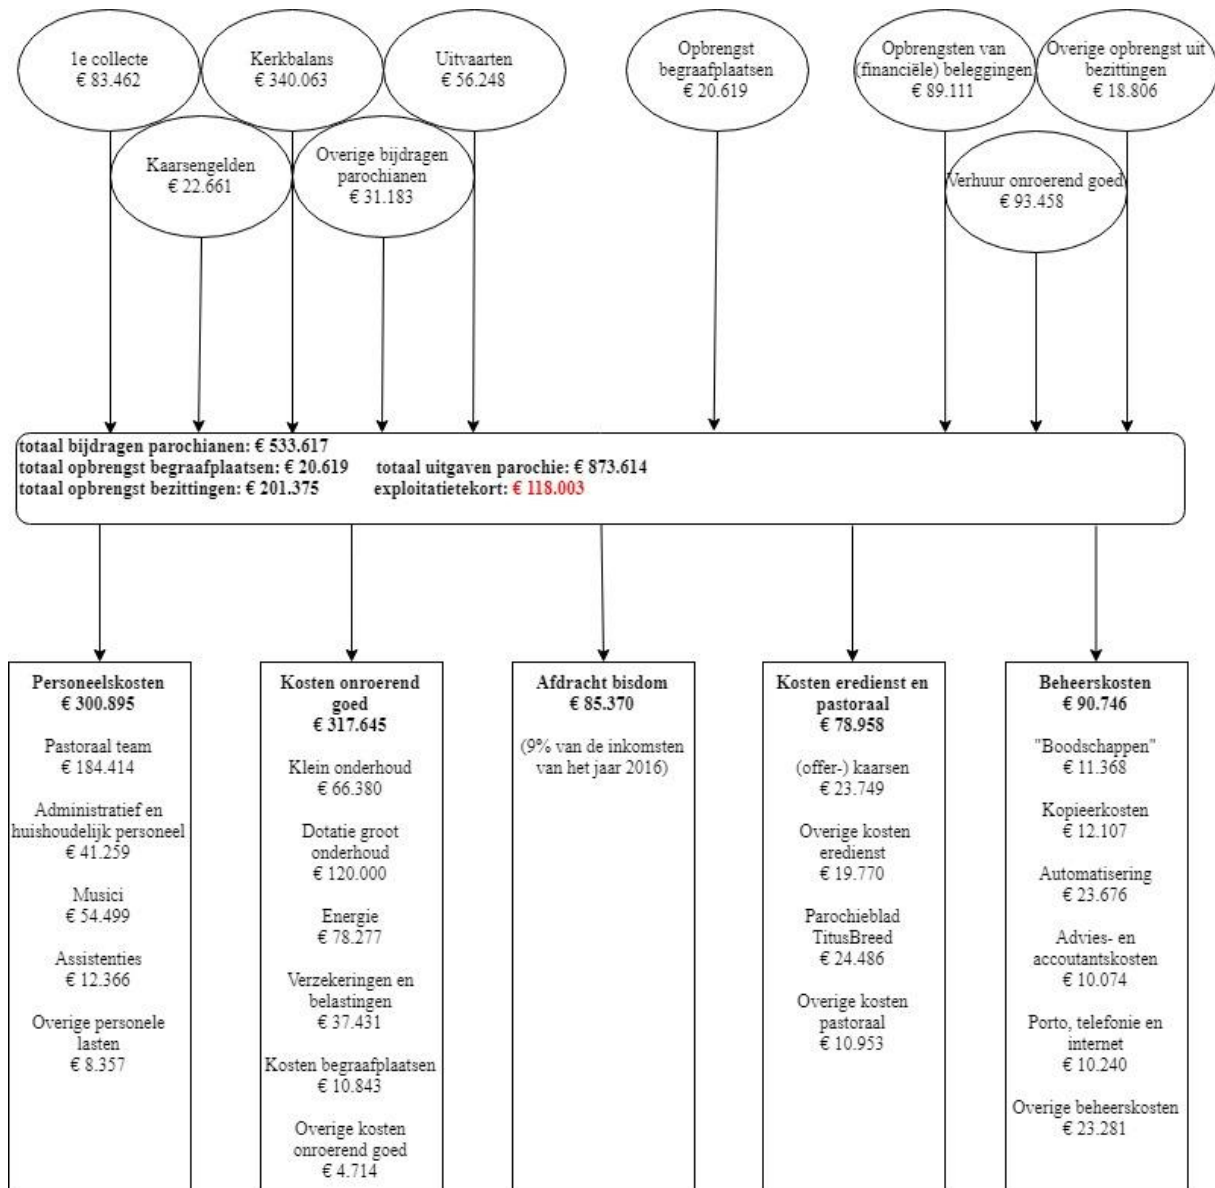 1e collecte
€ 83.462
Kerkbalans
€ 340.063
Uitvaarten
€ 56.248
Opbrengst
begraafplaatsen
€ 20.619
Opbrengsten van
(financiële) beleggingen
€ 89.111
Overige opbrengst uit
bezittingen
€ 18.806
Kaarsengelden
€ 22.661
Overige bijdragen
parochianen
€ 31.183
Verhuur onroerend goed
€ 93.458
totaal bijdragen parochianen: € 533.617
totaal opbrengst begraafplaatsen: € 20.619 totaal uitgaven parochie: € 873.614
totaal opbrengst bezittingen: € 201.375 exploitatietekort: € 118.003
Personeelskosten
€ 300.895
Pastoraal team
€ 184.414
Administratief en
huishoudelijk personeel
€ 41.259
Musici
€ 54.499
Assistenties
€ 12.366
Overige personele
lasten
€ 8.357
Kosten onroerend
goed
€ 317.645
Klein onderhoud
€ 66.380
Dotatie groot
onderhoud
€ 120.000
Energie
€ 78.277
Verzekeringen en
belastingen
€ 37.431
Kosten begraafplaatsen
€ 10.843
Overige kosten
onroerend goed
€ 4.714
Afdracht bisdom
€ 85.370
(9% van de inkomsten
van het jaar 2016)
Kosten eredienst en
pastoraal
€ 78.958
(offer-) kaarsen
€ 23.749
Overige kosten
eredienst
€ 19.770
Parochieblad
TitusBreed
€ 24.486
Overige kosten
pastoraal
€ 10.953
Beheerskosten
€ 90.746
"Boodschappen"
€ 11.368
Kopieerkosten
€ 12.107
Automatisering
€ 23.676
Advies- en
accoutantskosten
€ 10.074
Porto, telefonie en
internet
€ 10.240
Overige beheerskosten
€ 23.281